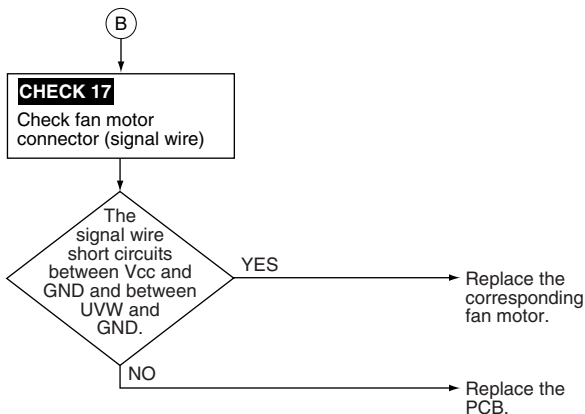 B
CHECK 17
Check fan motor
connector (signal wire)
The
signal wire
short circuits
between Vcc and
GND and between
UVW and
GND.
YES
Replace the
corresponding
fan motor.
NO
Replace the
PCB.